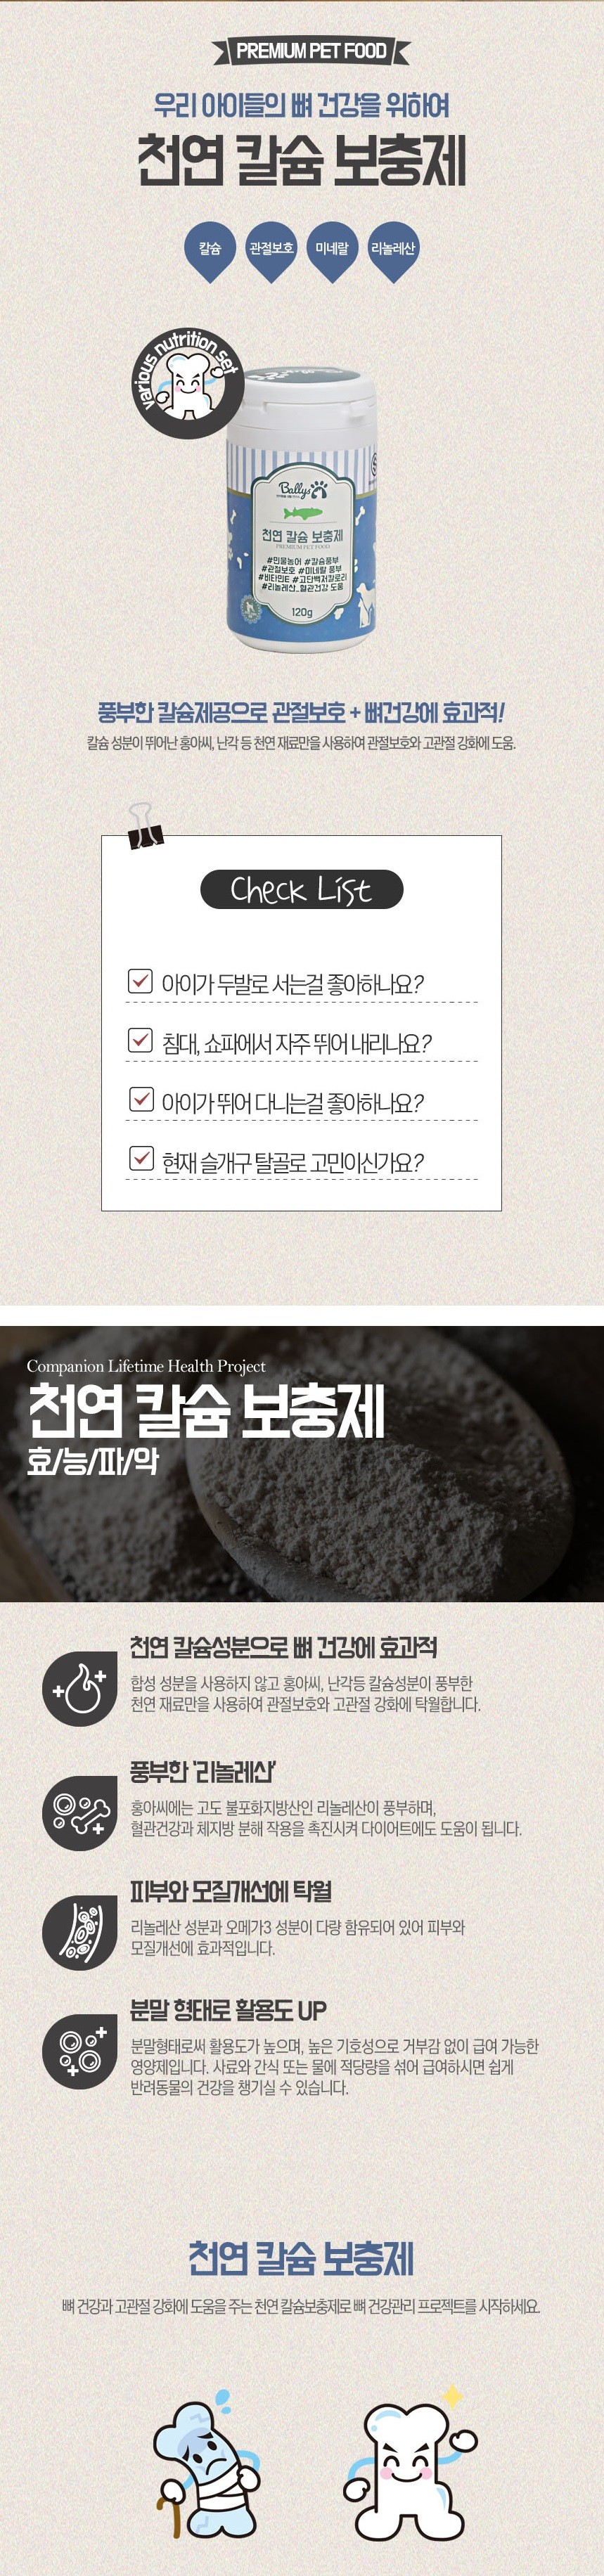 PREMIUM PET FOOD
우리 아이들의 뼈 건강을 위하여
천연 칼슘 보충제
칼슘
관절보호
미네랄
리놀레산
various nutrition set
Ballys
천연 칼슘 보충제
PREMIUM PET FOOD
#민물농어 #칼슘풍부
#관절보호 #미네랄 풍부
#비타민E #고단백저칼로리
#리놀레산_혈관건강 도움
120g
풍부한 칼슘제공으로 관절보호 + 뼈건강에 효과적!
칼슘 성분이 뛰어난 홍아씨, 난각 등 천연 재료만을 사용하여 관절보호와 고관절 강화에 도움.
Check List
아이가 두발로 서는걸 좋아하나요?
침대, 쇼파에서 자주 뛰어 내리나요?
아이가 뛰어 다니는걸 좋아하나요?
현재 슬개구 탈골로 고민이신가요?
Companion Lifetime Health Project
천연 칼슘 보충제
효/능/파/악
천연 칼슘성분으로 뼈 건강에 효과적
합성 성분을 사용하지 않고 홍아씨, 난각등 칼슘성분이 풍부한
천연 재료만을 사용하여 관절보호와 고관절 강화에 탁월합니다.
풍부한 '리놀레산'
홍아씨에는 고도 불포화지방산인 리놀레산이 풍부하며,
혈관건강과 체지방 분해 작용을 촉진시켜 다이어트에도 도움이 됩니다.
피부와 모질개선에 탁월
리놀레산 성분과 오메가3 성분이 다량 함유되어 있어 피부와
모질개선에 효과적입니다.
분말 형태로 활용도 UP
분말형태로써 활용도가 높으며, 높은 기호성으로 거부감 없이 급여 가능한
영양제입니다. 사료와 간식 또는 물에 적당량을 섞어 급여하시면 쉽게
반려동물의 건강을 챙기실 수 있습니다.
천연 칼슘 보충제
뼈 건강과 고관절 강화에 도움을 주는 천연 칼슘보충제로 뼈 건강관리 프로젝트를 시작하세요.